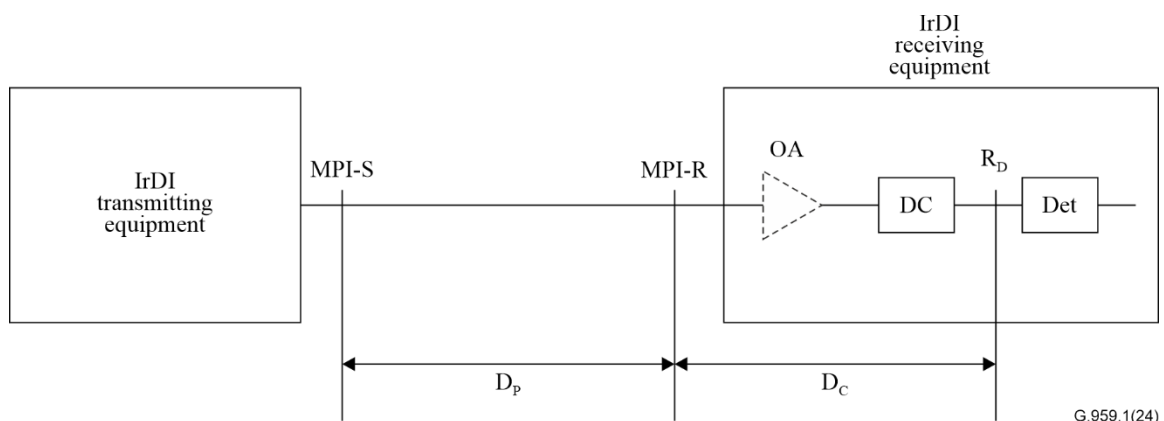 IrDI
receiving
equipment
IrDI
transmitting
equipment
MPI-S
MPI-R
OA
DC
R_D
Det
D_P
D_C
G.959.1(24)